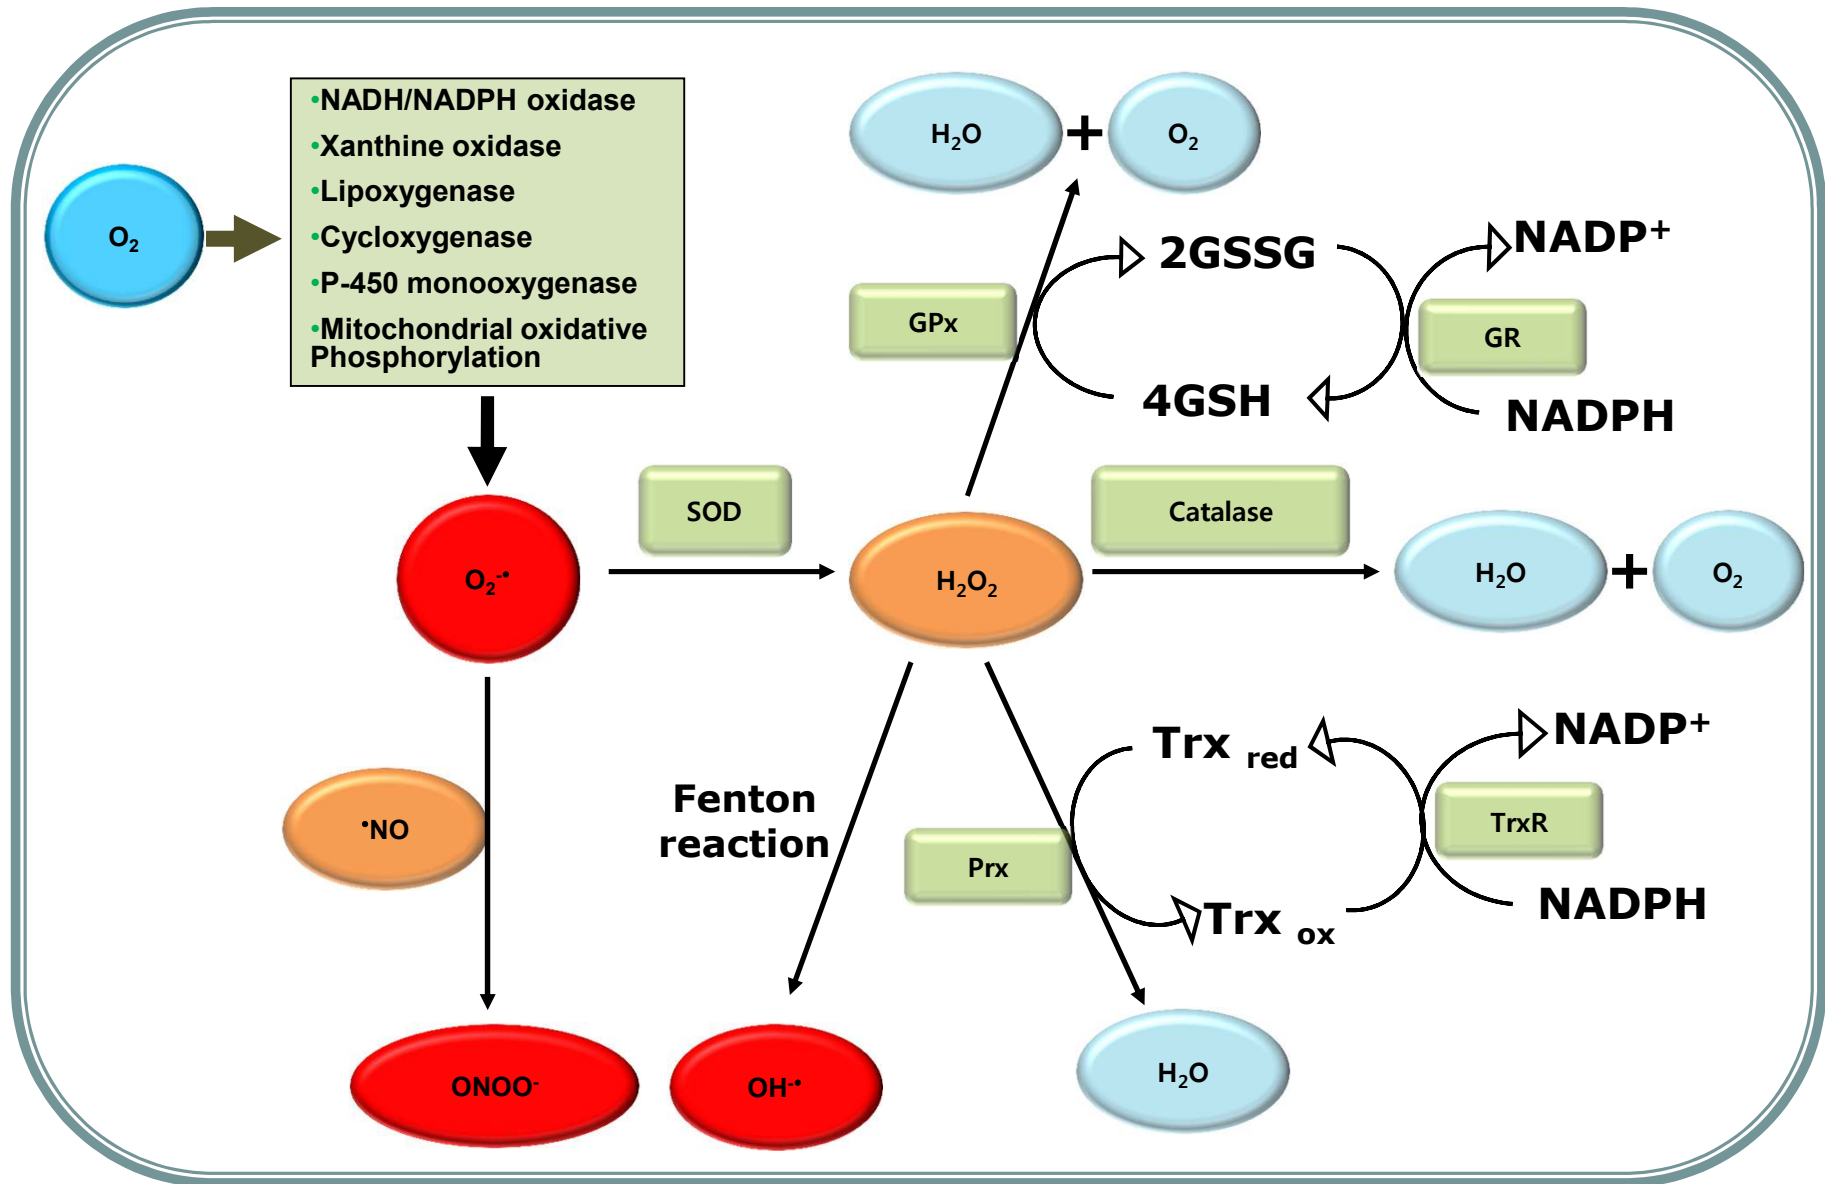 •NADH/NADPH oxidase
•Xanthine oxidase
•Lipoxygenase
•Cycloxygenase
•P-450 monooxygenase
•Mitochondrial oxidative
Phosphorylation
O₂
H₂O
+
O₂
2GSSG
NADP⁺
GPx
GR
4GSH
NADPH
SOD
Catalase
O₂⁻•
H₂O₂
H₂O
+
O₂
•NO
Fenton
reaction
Trx red
NADP⁺
Prx
TrxR
Trx ox
NADPH
ONOO⁻
OH⁻•
H₂O